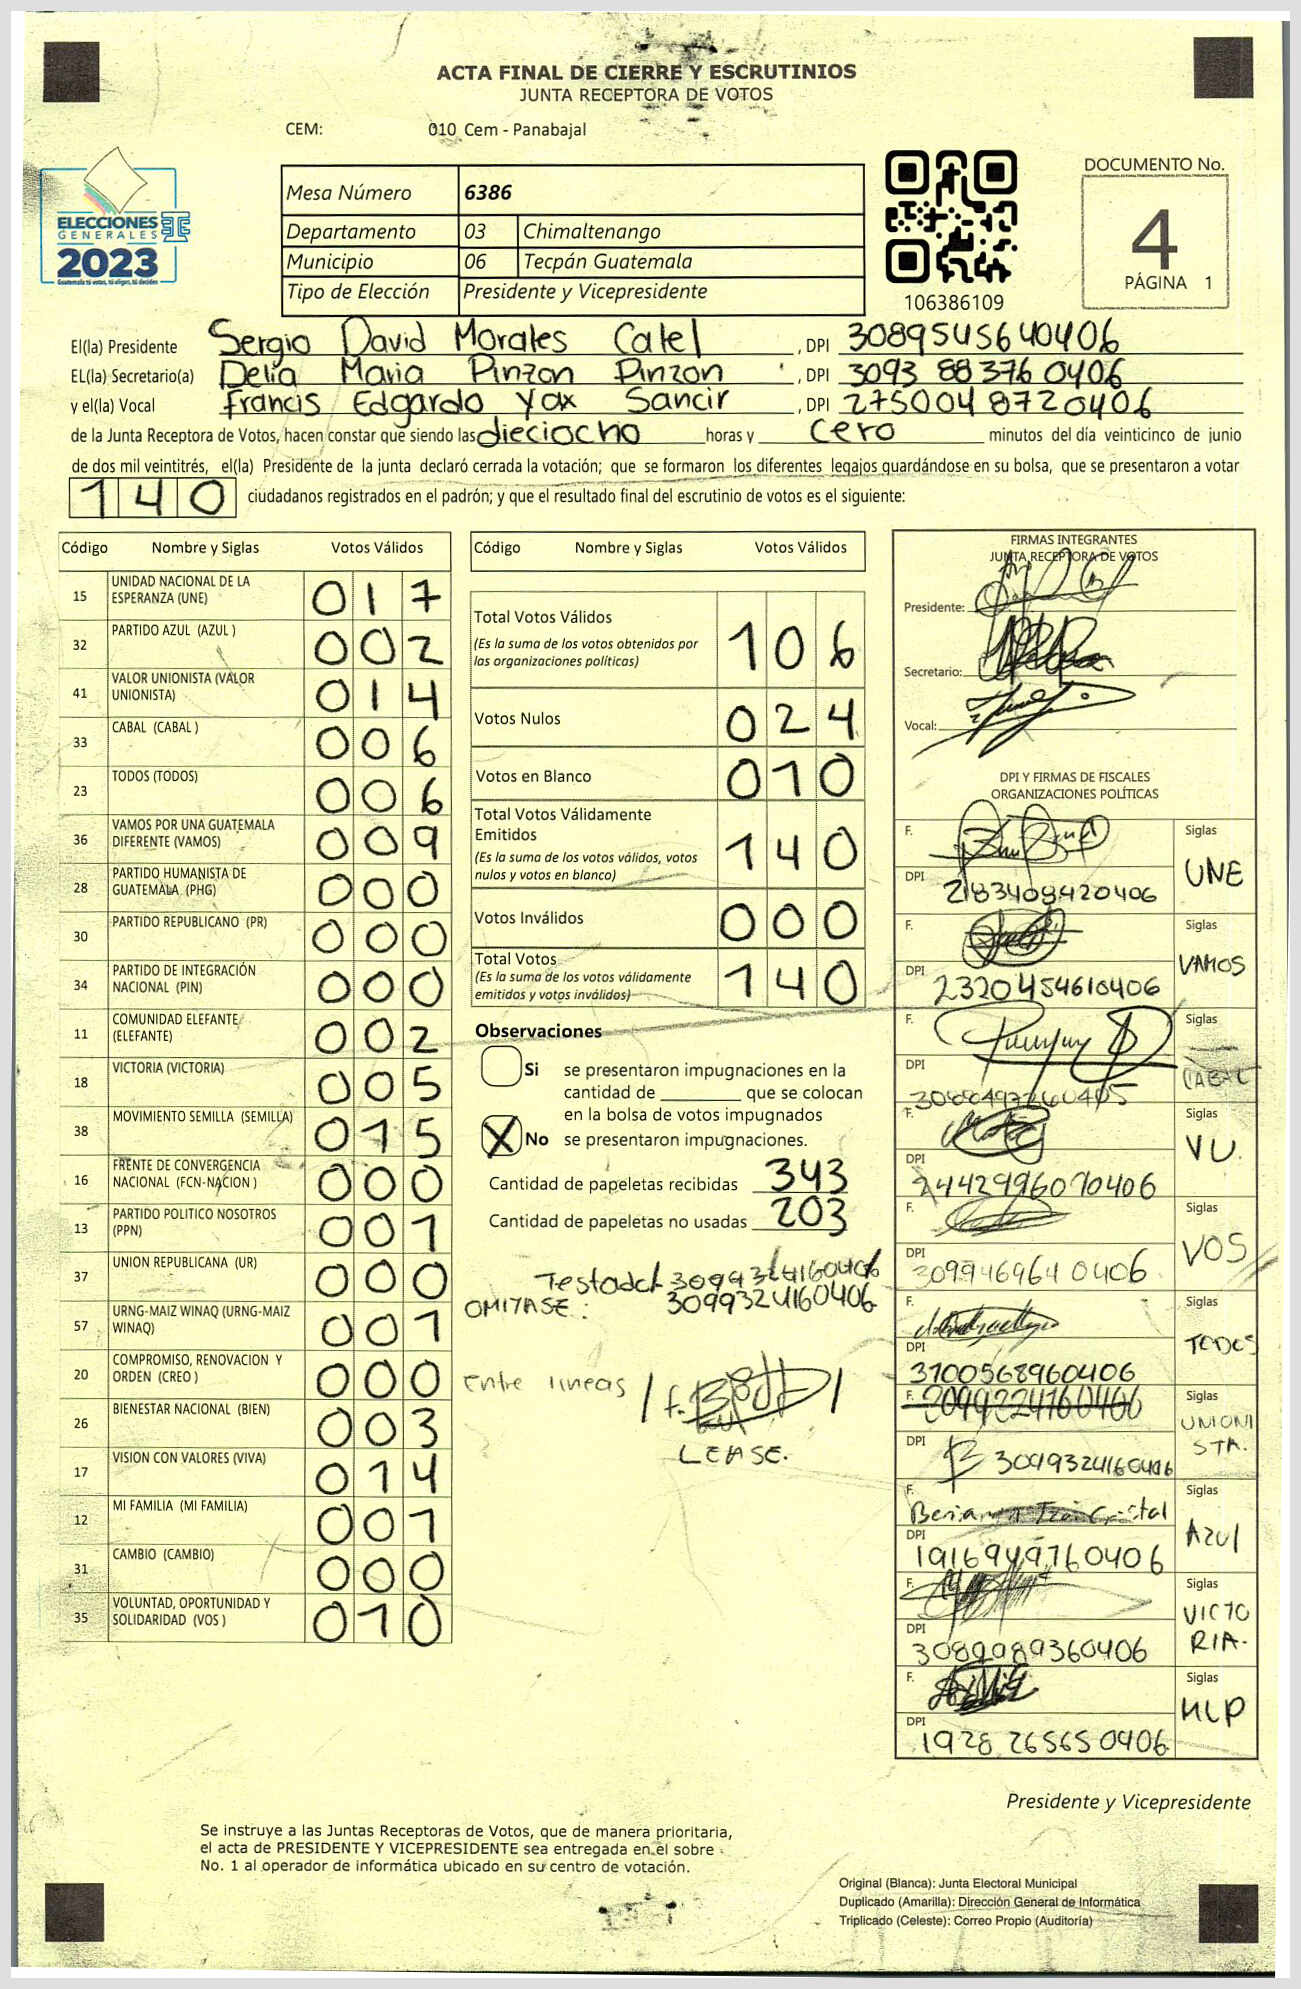 ACTA FINAL DE CIERRE Y ESCRUTINIOS
JUNTA RECEPTORA DE VOTOS
CEM: 010 Cem - Panabajal
ELECCIONES
GENERALES
2023
Guatemala tú votas, tú eliges, tú decides
Mesa Número 6386
Departamento 03 Chimaltenango
Municipio 06 Tecpán Guatemala
Tipo de Elección Presidente y Vicepresidente
106386109
DOCUMENTO No.
4
PÁGINA 1
El(la) Presidente Sergio David Morales Catel , DPI 3089545640406
EL(la) Secretario(a) Delia Maria Pinzon Pinzon , DPI 3093 88376 0406
y el(la) Vocal Francis Edgardo Yax Sancir , DPI 2750048720406
de la Junta Receptora de Votos, hacen constar que siendo las dieciocho horas y cero minutos del día veinticinco de junio
de dos mil veintitrés, el(la) Presidente de la junta declaró cerrada la votación; que se formaron los diferentes legajos guardándose en su bolsa, que se presentaron a votar
140 ciudadanos registrados en el padrón; y que el resultado final del escrutinio de votos es el siguiente:
Código Nombre y Siglas Votos Válidos
15 UNIDAD NACIONAL DE LA ESPERANZA (UNE) 017
32 PARTIDO AZUL (AZUL ) 002
41 VALOR UNIONISTA (VALOR UNIONISTA) 014
33 CABAL (CABAL ) 006
23 TODOS (TODOS) 006
36 VAMOS POR UNA GUATEMALA DIFERENTE (VAMOS) 009
28 PARTIDO HUMANISTA DE GUATEMALA (PHG) 000
30 PARTIDO REPUBLICANO (PR) 000
34 PARTIDO DE INTEGRACIÓN NACIONAL (PIN) 000
11 COMUNIDAD ELEFANTE (ELEFANTE) 002
18 VICTORIA (VICTORIA) 005
38 MOVIMIENTO SEMILLA (SEMILLA) 015
16 FRENTE DE CONVERGENCIA NACIONAL (FCN-NACION ) 000
13 PARTIDO POLITICO NOSOTROS (PPN) 001
37 UNION REPUBLICANA (UR) 000
57 URNG-MAIZ WINAQ (URNG-MAIZ WINAQ) 001
20 COMPROMISO, RENOVACION Y ORDEN (CREO ) 000
26 BIENESTAR NACIONAL (BIEN) 003
17 VISION CON VALORES (VIVA) 014
12 MI FAMILIA (MI FAMILIA) 001
31 CAMBIO (CAMBIO) 000
35 VOLUNTAD, OPORTUNIDAD Y SOLIDARIDAD (VOS ) 010
Código Nombre y Siglas Votos Válidos
Total Votos Válidos 106
(Es la suma de los votos obtenidos por
las organizaciones políticas)
Votos Nulos 024
Votos en Blanco 010
Total Votos Válidamente
Emitidos 140
(Es la suma de los votos válidos, votos
nulos y votos en blanco)
Votos Inválidos 000
Total Votos 140
(Es la suma de los votos válidamente
emitidos y votos inválidos)
Observaciones
Si se presentaron impugnaciones en la
cantidad de ________ que se colocan
en la bolsa de votos impugnados
X No se presentaron impugnaciones.
Cantidad de papeletas recibidas 343
Cantidad de papeletas no usadas 203
3099324160406
OMITASE: 3099324160406
Entre lineas
LEASE.
FIRMAS INTEGRANTES
JUNTA RECEPTORA DE VOTOS
Presidente:
Secretario:
Vocal:
DPI Y FIRMAS DE FISCALES
ORGANIZACIONES POLÍTICAS
F. Siglas UNE
DPI 2183408420406
F. Siglas VAMOS
DPI 2320454610406
F. Siglas CABAL
DPI
F. Siglas VU.
DPI 2442996070406
F. Siglas VOS
DPI 3099469640406
F. Siglas TODOS
DPI 3700568960406
F. Siglas UNIONISTA.
DPI 3099324160406
F. Siglas Azul
DPI 1916949760406
F. Siglas VICTORIA.
DPI 3089989360406
F. Siglas MLP
DPI 1928 26565 0406
Presidente y Vicepresidente
Se instruye a las Juntas Receptoras de Votos, que de manera prioritaria,
el acta de PRESIDENTE Y VICEPRESIDENTE sea entregada en el sobre
No. 1 al operador de informática ubicado en su centro de votación.
Original (Blanca): Junta Electoral Municipal
Duplicado (Amarilla): Dirección General de Informática
Triplicado (Celeste): Correo Propio (Auditoría)